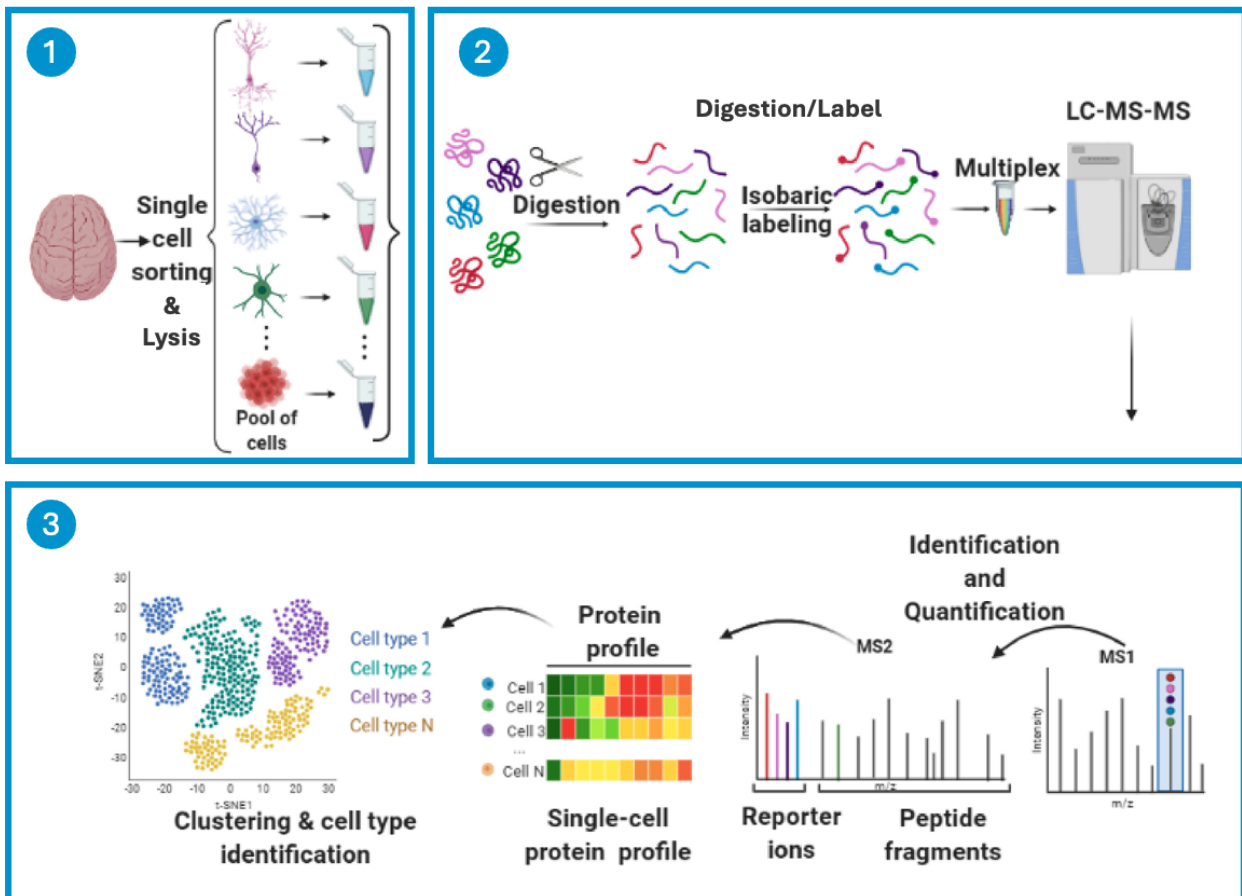 1
Single
cell
sorting
&
Lysis
Pool of
cells
2
Digestion/Label
LC-MS-MS
Digestion
Isobaric
labeling
Multiplex
3
30
20
10
0
-10
-20
-30
t-SNE2
-30 -20 -10 0 10 20 30
t-SNE1
Cell type 1
Cell type 2
Cell type 3
Cell type N
Clustering & cell type
identification
Protein
profile
Cell 1
Cell 2
Cell 3
...
Cell N
Single-cell
protein profile
Identification
and
Quantification
MS2
Intensity
m/z
Reporter
ions
Peptide
fragments
MS1
Intensity
m/z